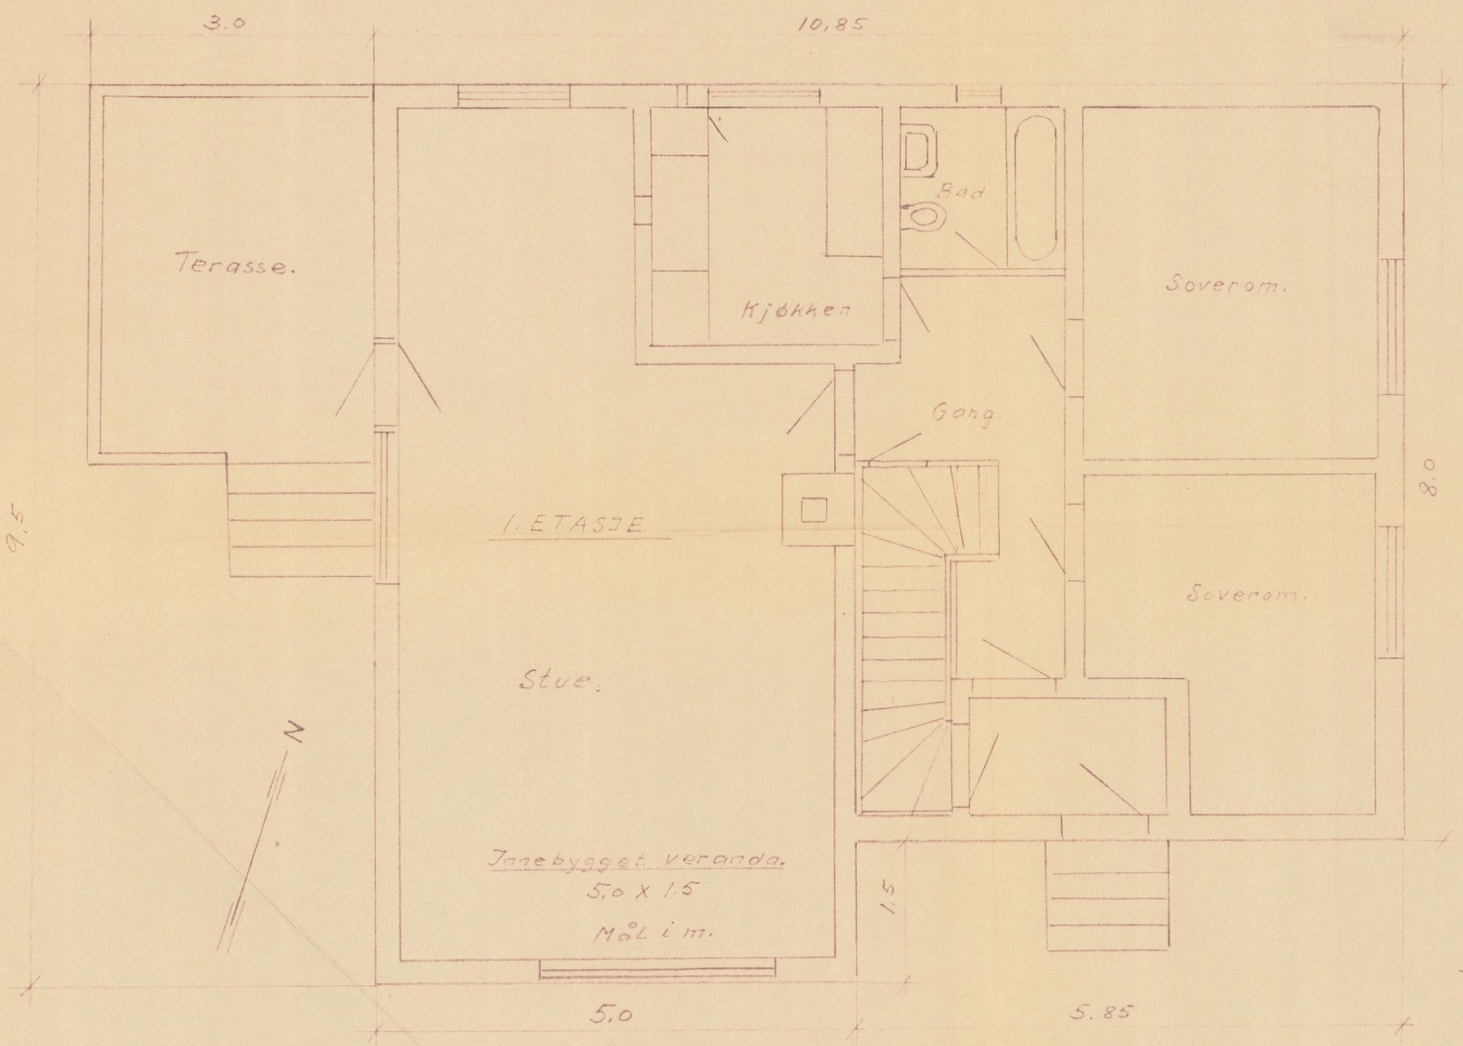 3.0
10,85
Bad
Terasse.
Soverom.
Kjøkken
Gang.
8.0
9,5
1. ETASJE
Soverom.
Stue.
N
Innebygget veranda.
5,0 x 1.5
Mål i m.
1.5
5.0
5.85